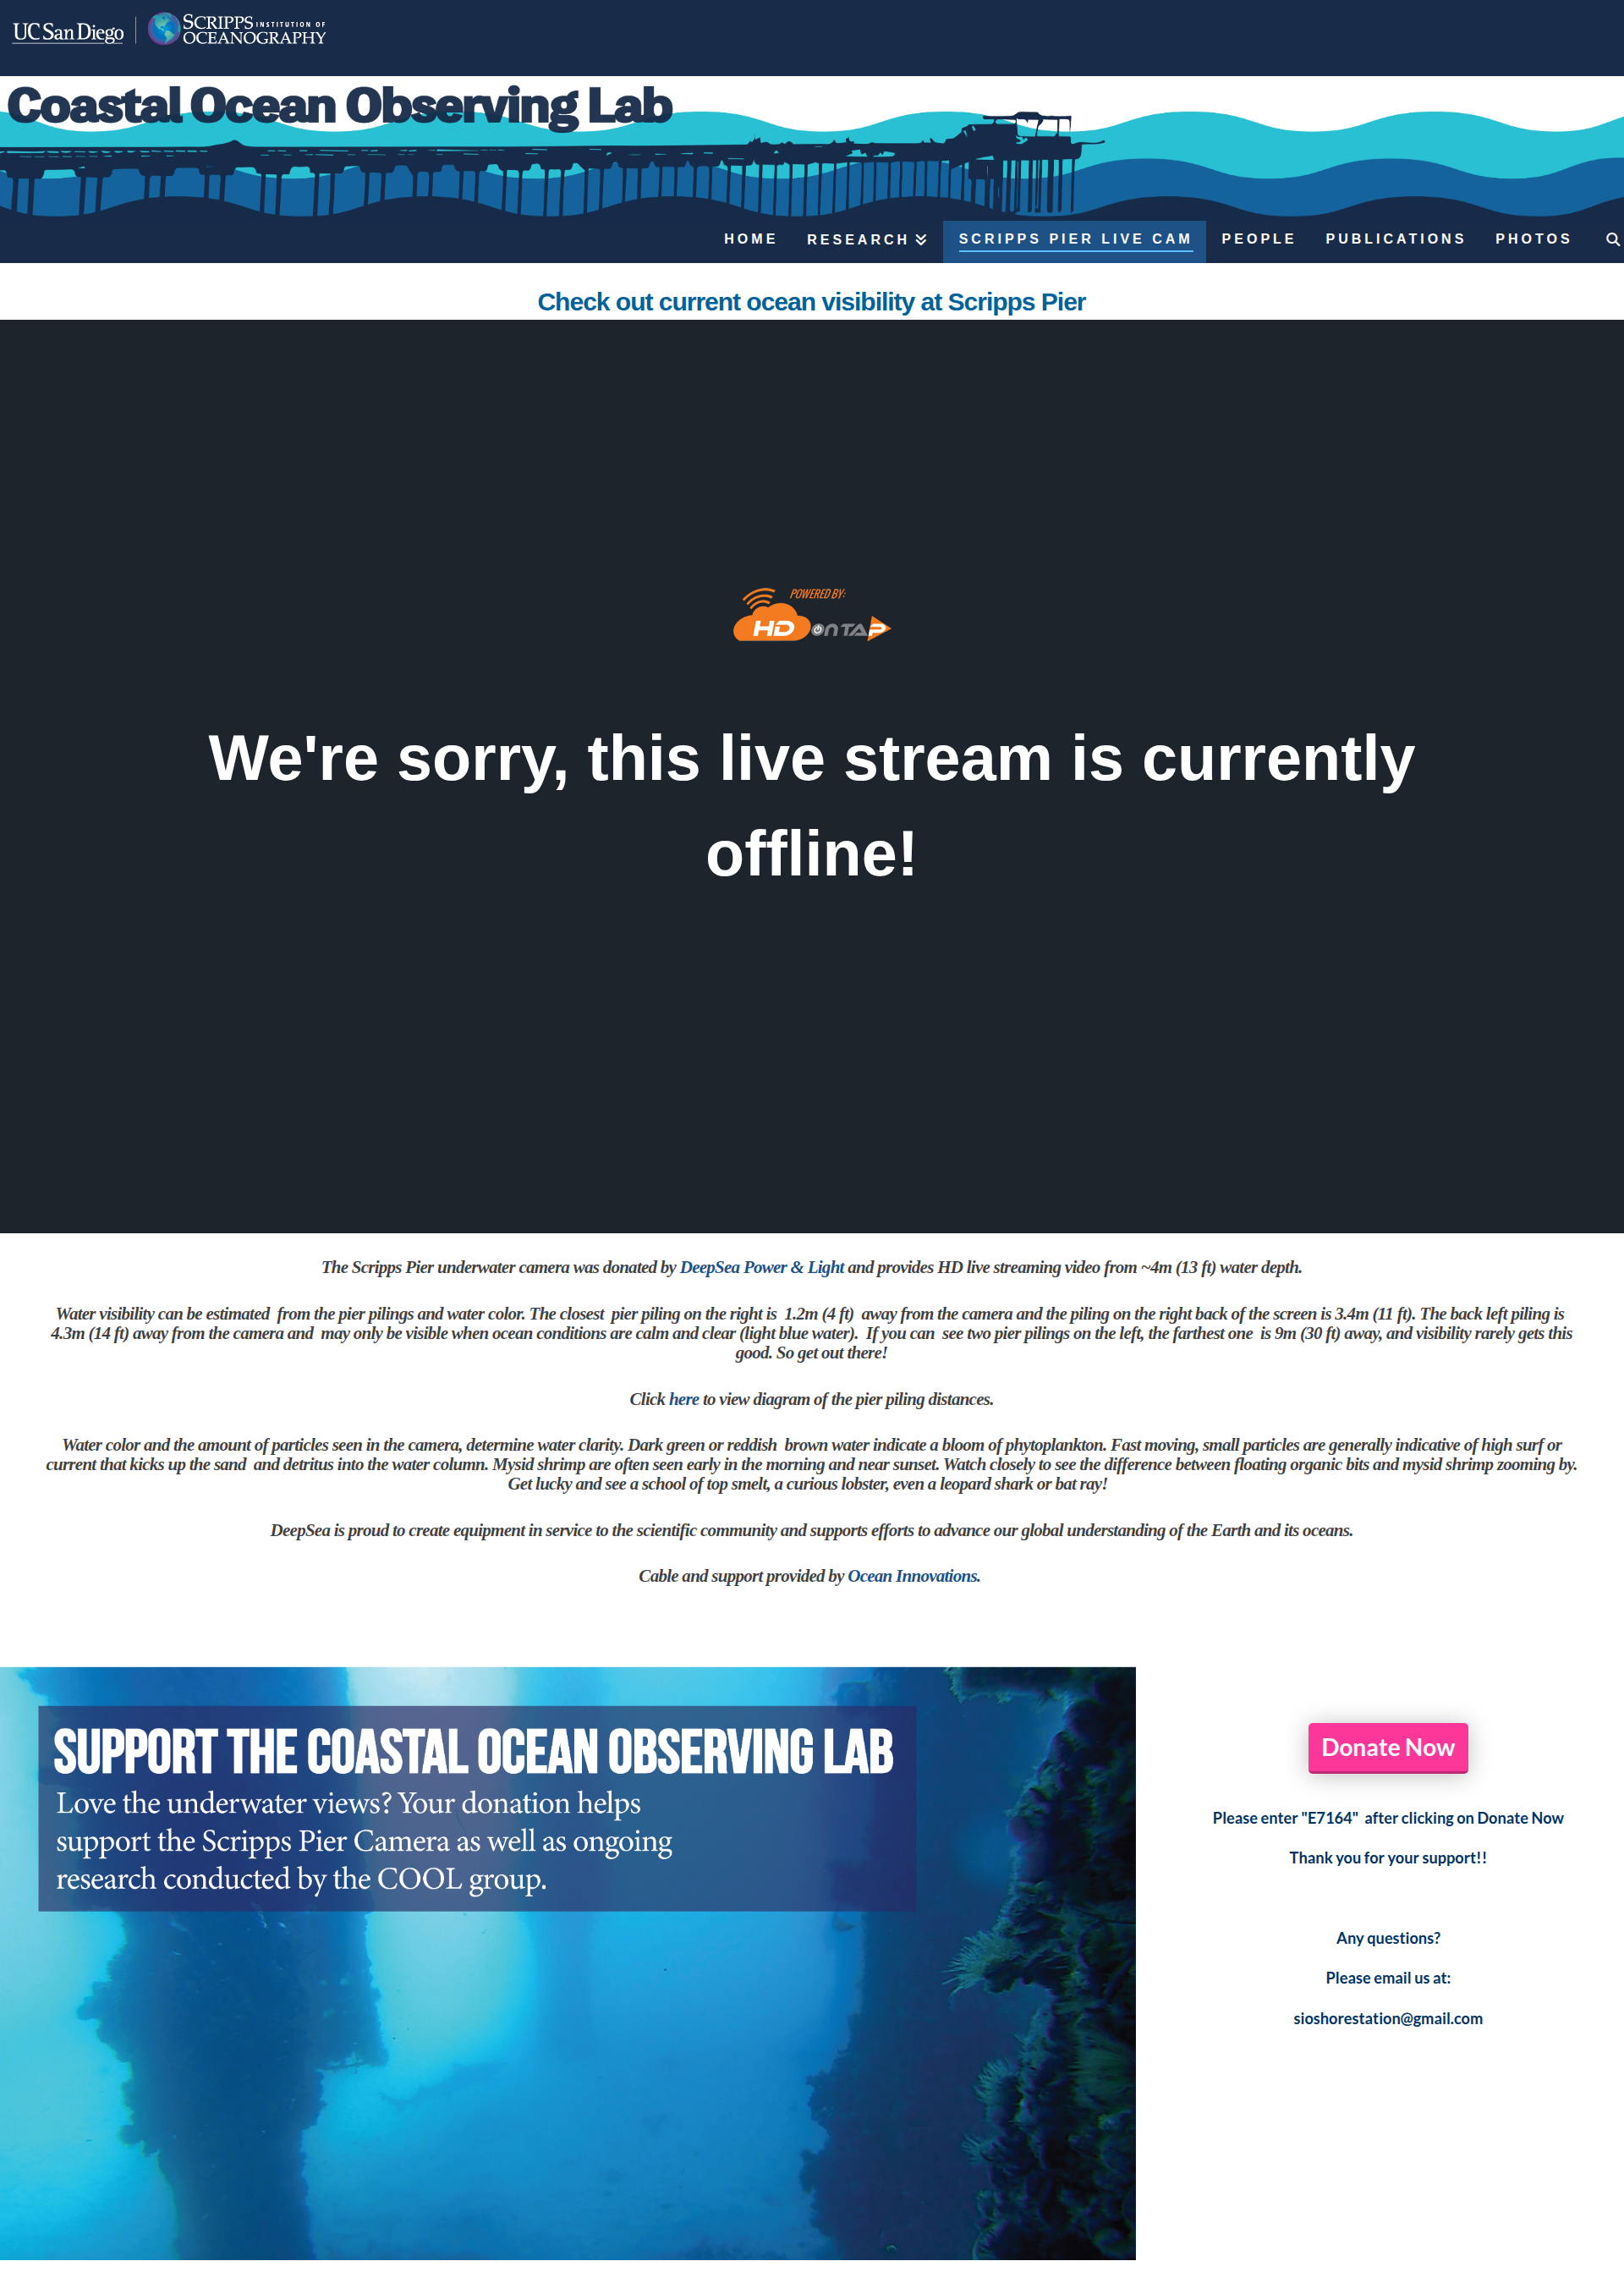 UC San Diego
SCRIPPS INSTITUTION OF
OCEANOGRAPHY
Coastal Ocean Observing Lab
HOME RESEARCH SCRIPPS PIER LIVE CAM PEOPLE PUBLICATIONS PHOTOS
Check out current ocean visibility at Scripps Pier
POWERED BY:
HD ON TAP
We're sorry, this live stream is currently
offline!
The Scripps Pier underwater camera was donated by DeepSea Power & Light and provides HD live streaming video from ~4m (13 ft) water depth.
Water visibility can be estimated from the pier pilings and water color. The closest pier piling on the right is 1.2m (4 ft) away from the camera and the piling on the right back of the screen is 3.4m (11 ft). The back left piling is
4.3m (14 ft) away from the camera and may only be visible when ocean conditions are calm and clear (light blue water). If you can see two pier pilings on the left, the farthest one is 9m (30 ft) away, and visibility rarely gets this
good. So get out there!
Click here to view diagram of the pier piling distances.
Water color and the amount of particles seen in the camera, determine water clarity. Dark green or reddish brown water indicate a bloom of phytoplankton. Fast moving, small particles are generally indicative of high surf or
current that kicks up the sand and detritus into the water column. Mysid shrimp are often seen early in the morning and near sunset. Watch closely to see the difference between floating organic bits and mysid shrimp zooming by.
Get lucky and see a school of top smelt, a curious lobster, even a leopard shark or bat ray!
DeepSea is proud to create equipment in service to the scientific community and supports efforts to advance our global understanding of the Earth and its oceans.
Cable and support provided by Ocean Innovations.
SUPPORT THE COASTAL OCEAN OBSERVING LAB
Love the underwater views? Your donation helps
support the Scripps Pier Camera as well as ongoing
research conducted by the COOL group.
Donate Now
Please enter "E7164" after clicking on Donate Now
Thank you for your support!!
Any questions?
Please email us at:
sioshorestation@gmail.com